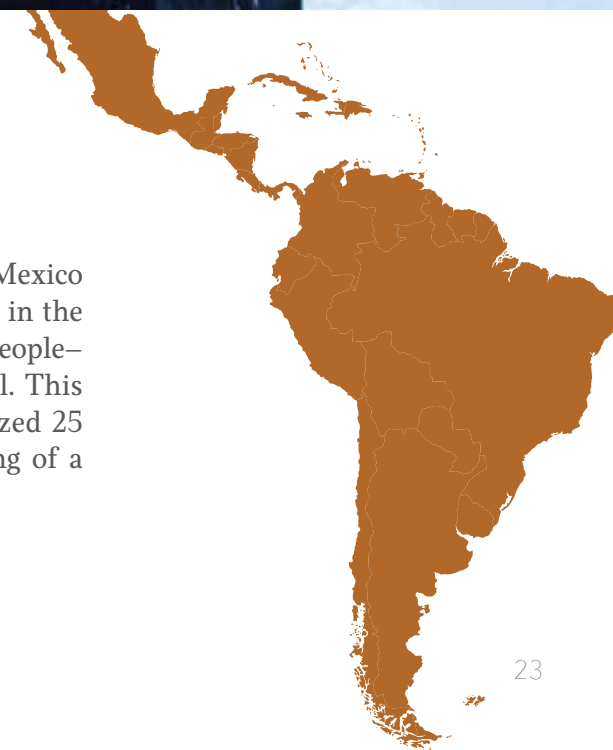 Mexico
in the
eople–
l. This
zed 25
ng of a
23